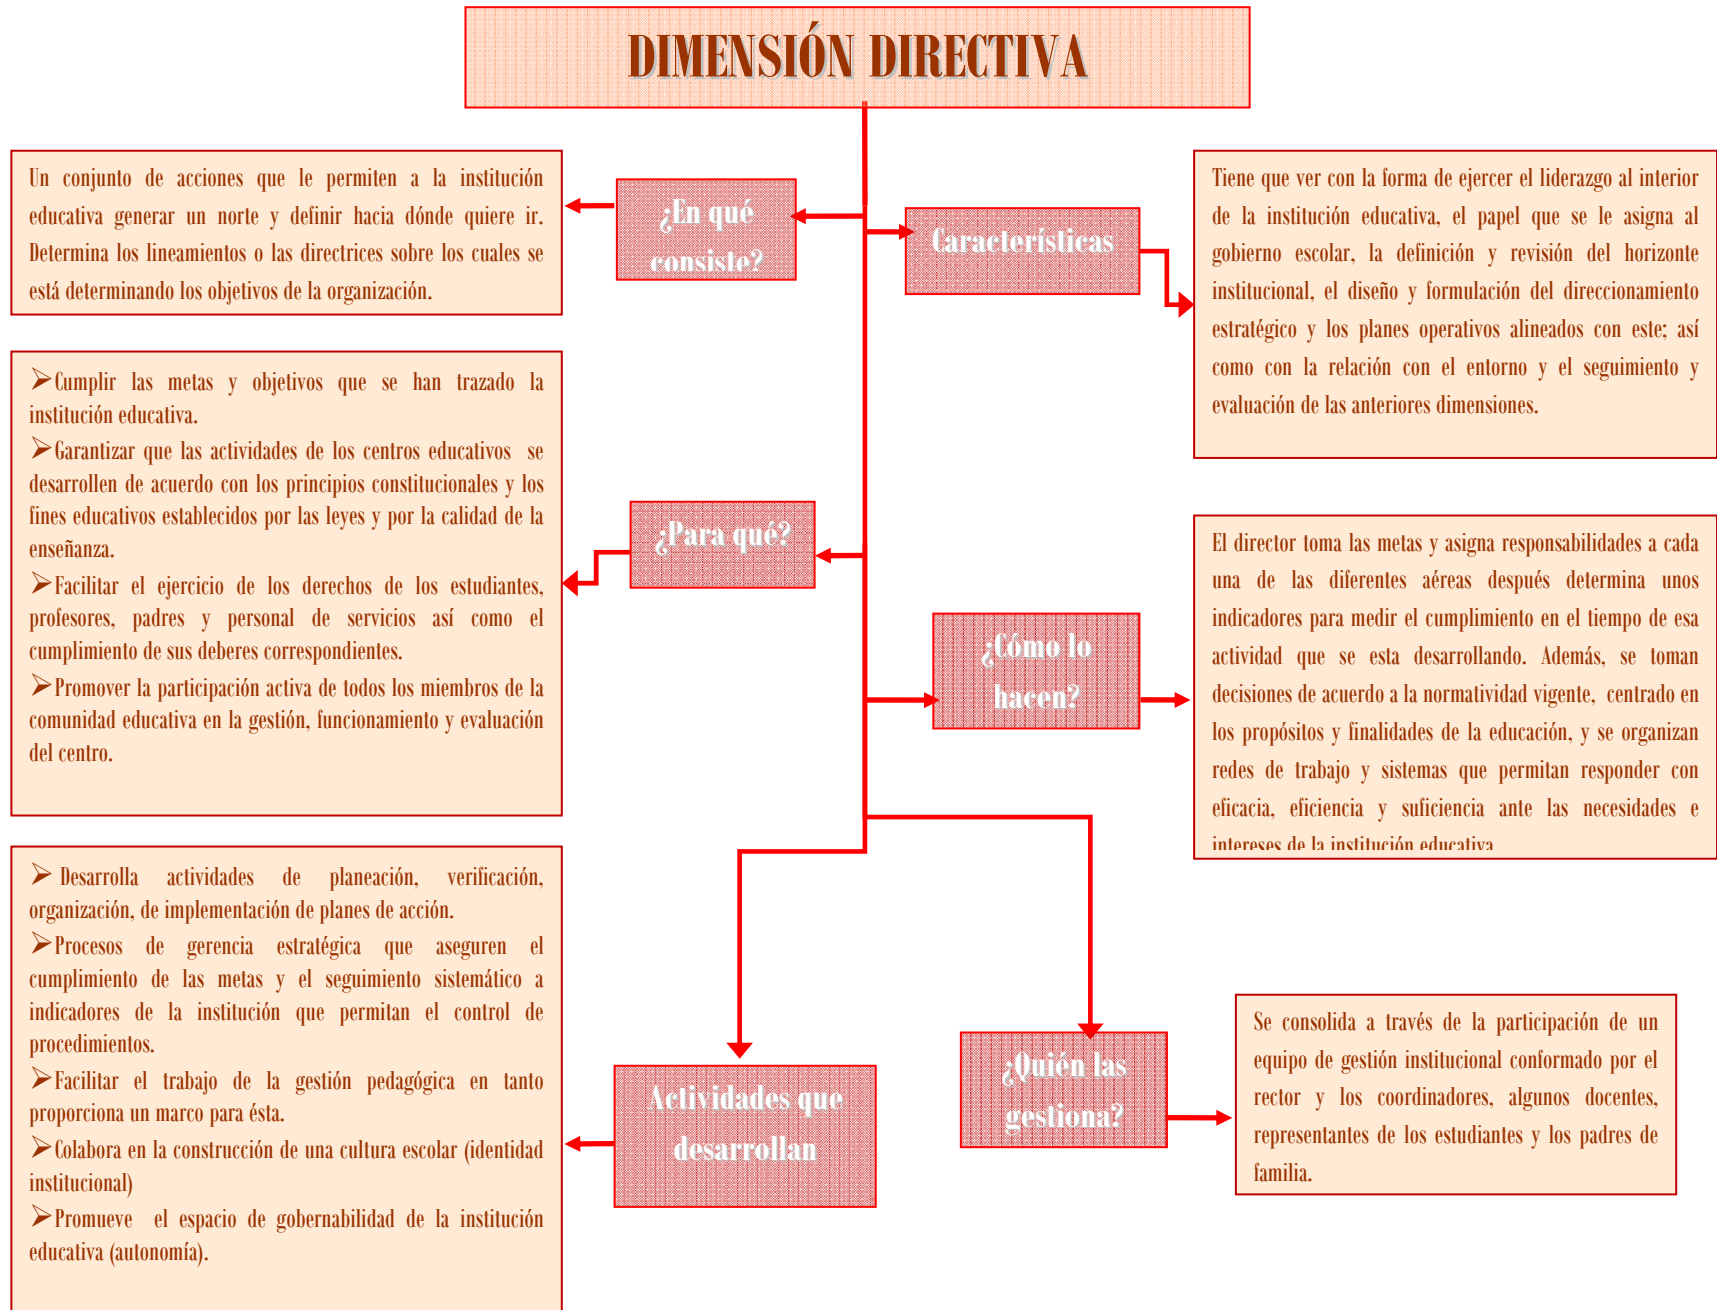 DIMENSIÓN DIRECTIVA
Un conjunto de acciones que le permiten a la institución
educativa generar un norte y definir hacia dónde quiere ir.
Determina los lineamientos o las directrices sobre los cuales se
está determinando los objetivos de la organización.
¿En qué
consiste?
Características
Tiene que ver con la forma de ejercer el liderazgo al interior
de la institución educativa, el papel que se le asigna al
gobierno escolar, la definición y revisión del horizonte
institucional, el diseño y formulación del direccionamiento
estratégico y los planes operativos alineados con este; así
como con la relación con el entorno y el seguimiento y
evaluación de las anteriores dimensiones.
➢Cumplir las metas y objetivos que se han trazado la
institución educativa.
➢Garantizar que las actividades de los centros educativos se
desarrollen de acuerdo con los principios constitucionales y los
fines educativos establecidos por las leyes y por la calidad de la
enseñanza.
➢Facilitar el ejercicio de los derechos de los estudiantes,
profesores, padres y personal de servicios así como el
cumplimiento de sus deberes correspondientes.
➢Promover la participación activa de todos los miembros de la
comunidad educativa en la gestión, funcionamiento y evaluación
del centro.
¿Para qué?
¿Cómo lo
hacen?
El director toma las metas y asigna responsabilidades a cada
una de las diferentes aéreas después determina unos
indicadores para medir el cumplimiento en el tiempo de esa
actividad que se esta desarrollando. Además, se toman
decisiones de acuerdo a la normatividad vigente, centrado en
los propósitos y finalidades de la educación, y se organizan
redes de trabajo y sistemas que permitan responder con
eficacia, eficiencia y suficiencia ante las necesidades e
intereses de la institución educativa
➢ Desarrolla actividades de planeación, verificación,
organización, de implementación de planes de acción.
➢Procesos de gerencia estratégica que aseguren el
cumplimiento de las metas y el seguimiento sistemático a
indicadores de la institución que permitan el control de
procedimientos.
➢Facilitar el trabajo de la gestión pedagógica en tanto
proporciona un marco para ésta.
➢Colabora en la construcción de una cultura escolar (identidad
institucional)
➢Promueve el espacio de gobernabilidad de la institución
educativa (autonomía).
Actividades que
desarrollan
¿Quién las
gestiona?
Se consolida a través de la participación de un
equipo de gestión institucional conformado por el
rector y los coordinadores, algunos docentes,
representantes de los estudiantes y los padres de
familia.